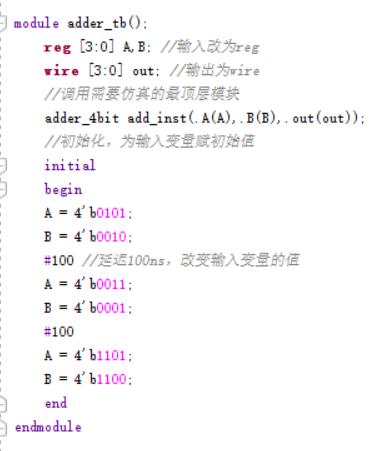 module adder_tb();
reg [3:0] A,B; //输入改为reg
wire [3:0] out; //输出为wire
//调用需要仿真的最顶层模块
adder_4bit add_inst(.A(A),.B(B),.out(out));
//初始化，为输入变量赋初始值
initial
begin
A = 4'b0101;
B = 4'b0010;
#100 //延迟100ns，改变输入变量的值
A = 4'b0011;
B = 4'b0001;
#100
A = 4'b1101;
B = 4'b1100;
end
endmodule